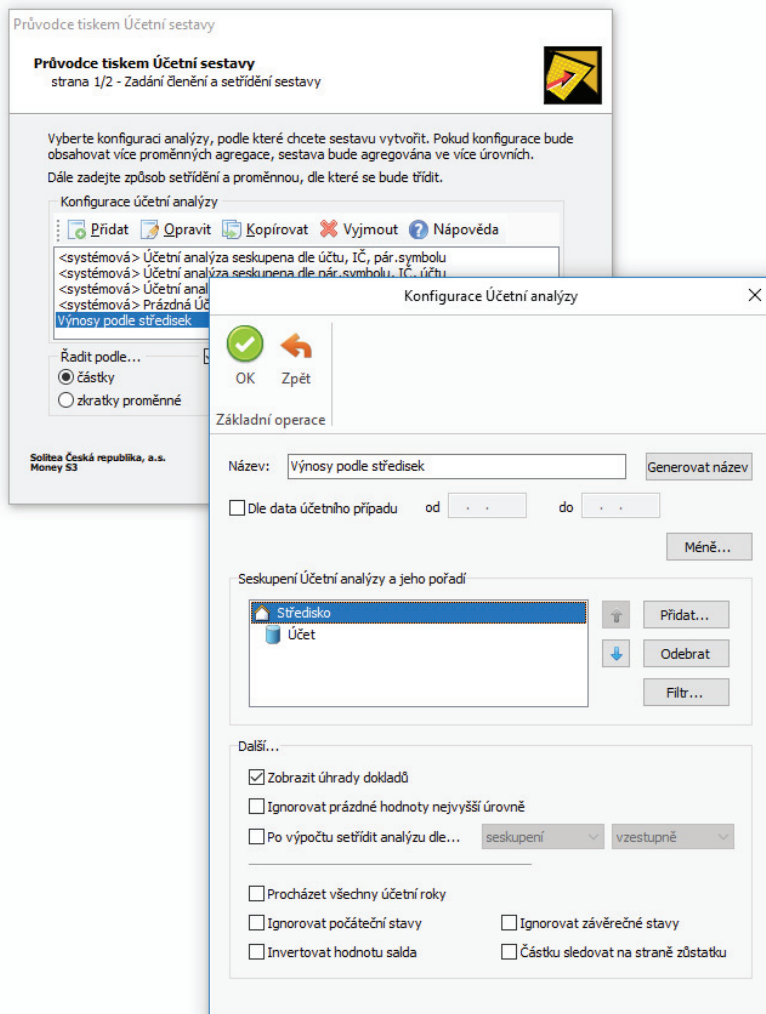 Průvodce tiskem Účetní sestavy
Průvodce tiskem Účetní sestavy
strana 1/2 - Zadání členění a setřídění sestavy
Vyberte konfiguraci analýzy, podle které chcete sestavu vytvořit. Pokud konfigurace bude
obsahovat více proměnných agregace, sestava bude agregována ve více úrovních.
Dále zadejte způsob setřídění a proměnnou, dle které se bude třídit.
Konfigurace účetní analýzy
Přidat Opravit Kopírovat Vyjmout Nápověda
<systémová> Účetní analýza seskupena dle účtu, IČ, pár.symbolu
<systémová> Účetní analýza seskupena dle pár.symbolu, IČ, účtu
<systémová> Účetní anal
<systémová> Prázdná Úč
Výnosy podle středisek
Řadit podle...
částky
zkratky proměnné
Solitea Česká republika, a.s.
Money S3
Konfigurace Účetní analýzy
OK Zpět
Základní operace
Název: Výnosy podle středisek Generovat název
Dle data účetního případu od . . do . .
Méně...
Seskupení Účetní analýzy a jeho pořadí
Středisko
Účet
Přidat...
Odebrat
Filtr...
Další...
Zobrazit úhrady dokladů
Ignorovat prázdné hodnoty nejvyšší úrovně
Po výpočtu setřídit analýzu dle... seskupení vzestupně
Procházet všechny účetní roky
Ignorovat počáteční stavy Ignorovat závěrečné stavy
Invertovat hodnotu salda Částku sledovat na straně zůstatku